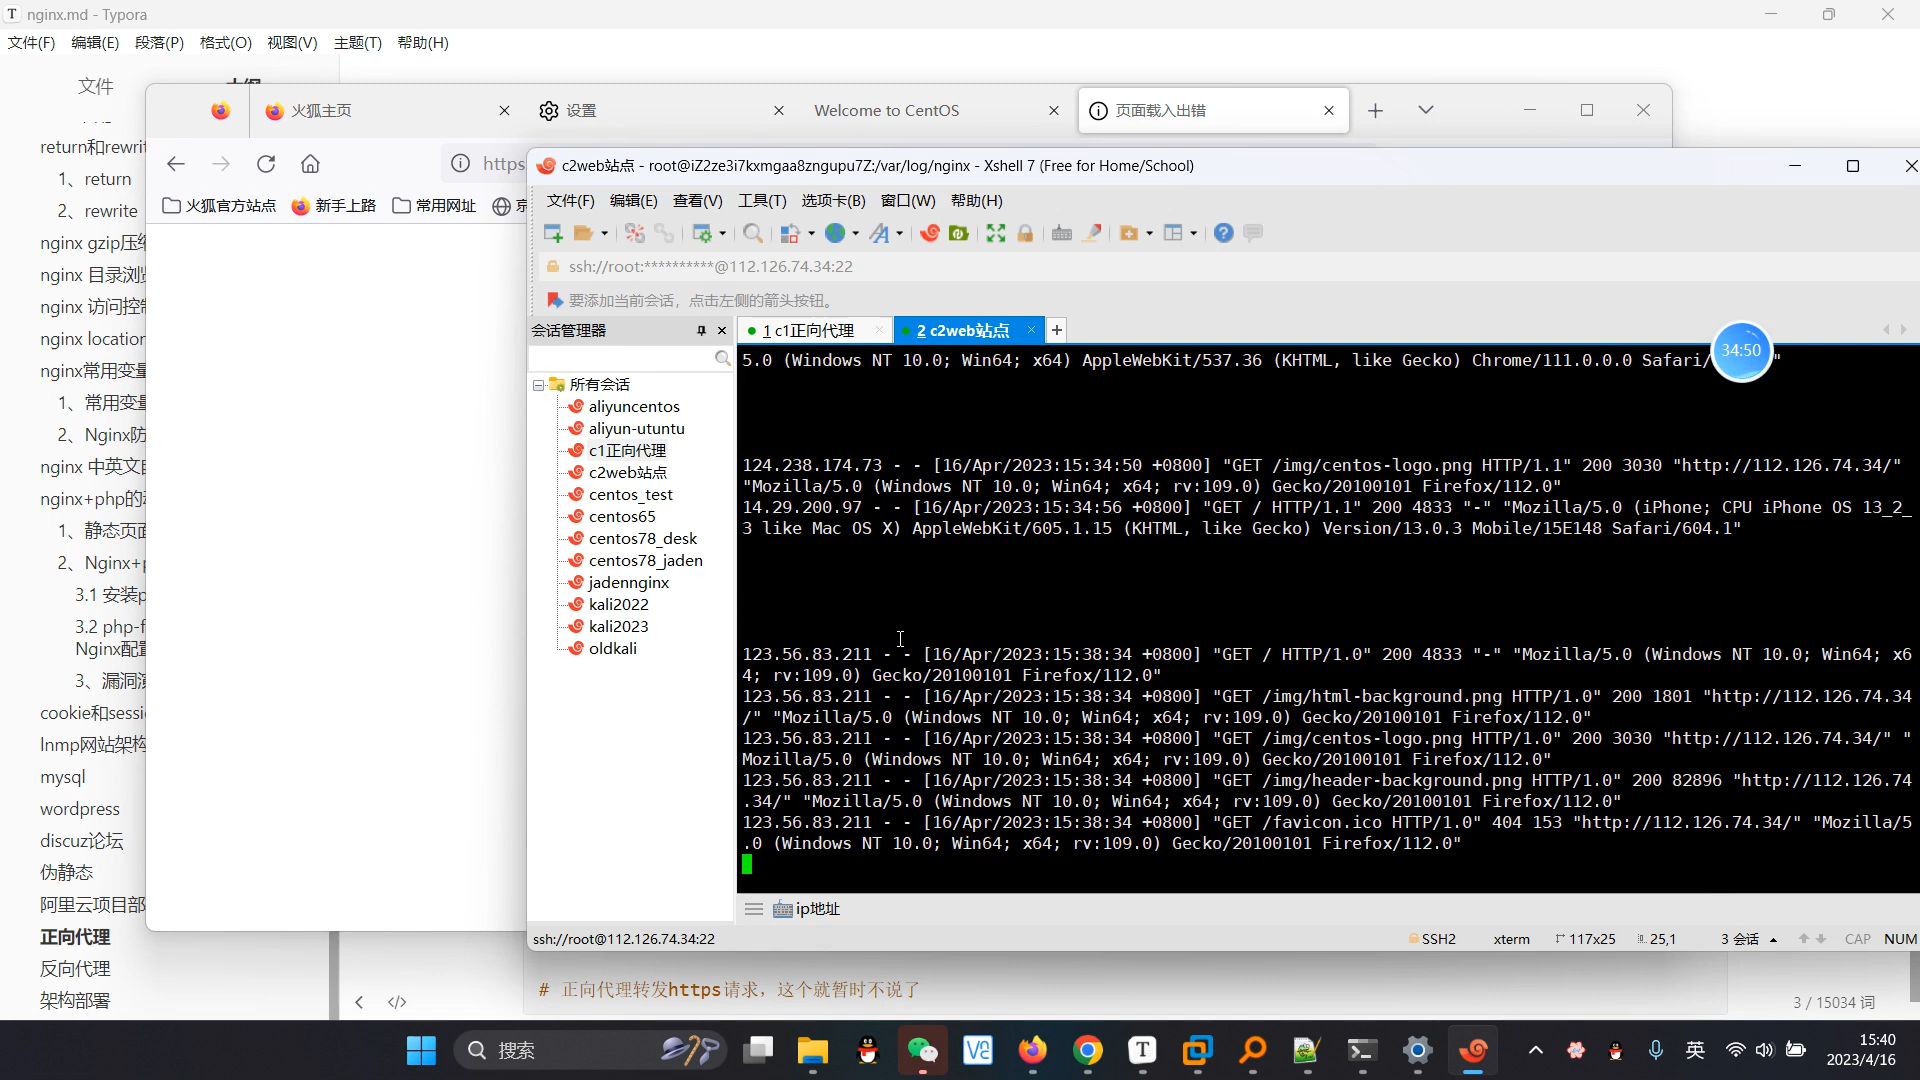 nginx.md - Typora
文件(F) 编辑(E) 段落(P) 格式(O) 视图(V) 主题(T) 帮助(H)
文件
return和rewrit
1、return
2、rewrite
nginx gzip压缩
nginx 目录浏览
nginx 访问控制
nginx location
nginx常用变量
1、常用变量
2、Nginx防
nginx 中英文
nginx+php的
1、静态页面
2、Nginx+p
3.1 安装p
3.2 php-f
Nginx配置
3、漏洞演
cookie和sessi
lnmp网站架构
mysql
wordpress
discuz论坛
伪静态
阿里云项目部
正向代理
反向代理
架构部署
火狐主页
设置
Welcome to CentOS
页面载入出错
https
火狐官方站点 新手上路 常用网址 京
c2web站点 - root@iZ2ze3i7kxmgaa8zngupu7Z:/var/log/nginx - Xshell 7 (Free for Home/School)
文件(F) 编辑(E) 查看(V) 工具(T) 选项卡(B) 窗口(W) 帮助(H)
ssh://root:**********@112.126.74.34:22
要添加当前会话，点击左侧的箭头按钮。
会话管理器
所有会话
aliyuncentos
aliyun-utuntu
c1正向代理
c2web站点
centos_test
centos65
centos78_desk
centos78_jaden
jadennginx
kali2022
kali2023
oldkali
1 c1正向代理
2 c2web站点
34:50
5.0 (Windows NT 10.0; Win64; x64) AppleWebKit/537.36 (KHTML, like Gecko) Chrome/111.0.0.0 Safari/ "
124.238.174.73 - - [16/Apr/2023:15:34:50 +0800] "GET /img/centos-logo.png HTTP/1.1" 200 3030 "http://112.126.74.34/"
"Mozilla/5.0 (Windows NT 10.0; Win64; x64; rv:109.0) Gecko/20100101 Firefox/112.0"
14.29.200.97 - - [16/Apr/2023:15:34:56 +0800] "GET / HTTP/1.1" 200 4833 "-" "Mozilla/5.0 (iPhone; CPU iPhone OS 13_2_
3 like Mac OS X) AppleWebKit/605.1.15 (KHTML, like Gecko) Version/13.0.3 Mobile/15E148 Safari/604.1"
123.56.83.211 - - [16/Apr/2023:15:38:34 +0800] "GET / HTTP/1.0" 200 4833 "-" "Mozilla/5.0 (Windows NT 10.0; Win64; x6
4; rv:109.0) Gecko/20100101 Firefox/112.0"
123.56.83.211 - - [16/Apr/2023:15:38:34 +0800] "GET /img/html-background.png HTTP/1.0" 200 1801 "http://112.126.74.34
/" "Mozilla/5.0 (Windows NT 10.0; Win64; x64; rv:109.0) Gecko/20100101 Firefox/112.0"
123.56.83.211 - - [16/Apr/2023:15:38:34 +0800] "GET /img/centos-logo.png HTTP/1.0" 200 3030 "http://112.126.74.34/" "
Mozilla/5.0 (Windows NT 10.0; Win64; x64; rv:109.0) Gecko/20100101 Firefox/112.0"
123.56.83.211 - - [16/Apr/2023:15:38:34 +0800] "GET /img/header-background.png HTTP/1.0" 200 82896 "http://112.126.74
.34/" "Mozilla/5.0 (Windows NT 10.0; Win64; x64; rv:109.0) Gecko/20100101 Firefox/112.0"
123.56.83.211 - - [16/Apr/2023:15:38:34 +0800] "GET /favicon.ico HTTP/1.0" 404 153 "http://112.126.74.34/" "Mozilla/5
.0 (Windows NT 10.0; Win64; x64; rv:109.0) Gecko/20100101 Firefox/112.0"
ip地址
ssh://root@112.126.74.34:22
SSH2 xterm 117x25 25,1 3 会话 CAP NUM
# 正向代理转发https请求，这个就暂时不说了
3 / 15034 词
搜索
英
15:40
2023/4/16